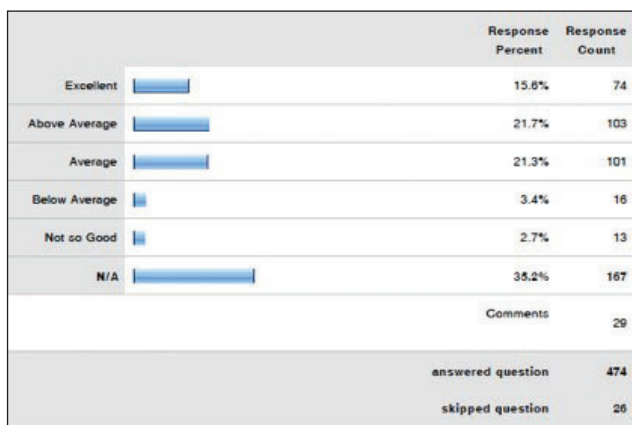 Response Percent Response Count
Excellent 15.6% 74
Above Average 21.7% 103
Average 21.3% 101
Below Average 3.4% 16
Not so Good 2.7% 13
N/A 35.2% 167
Comments 29
answered question 474
skipped question 26